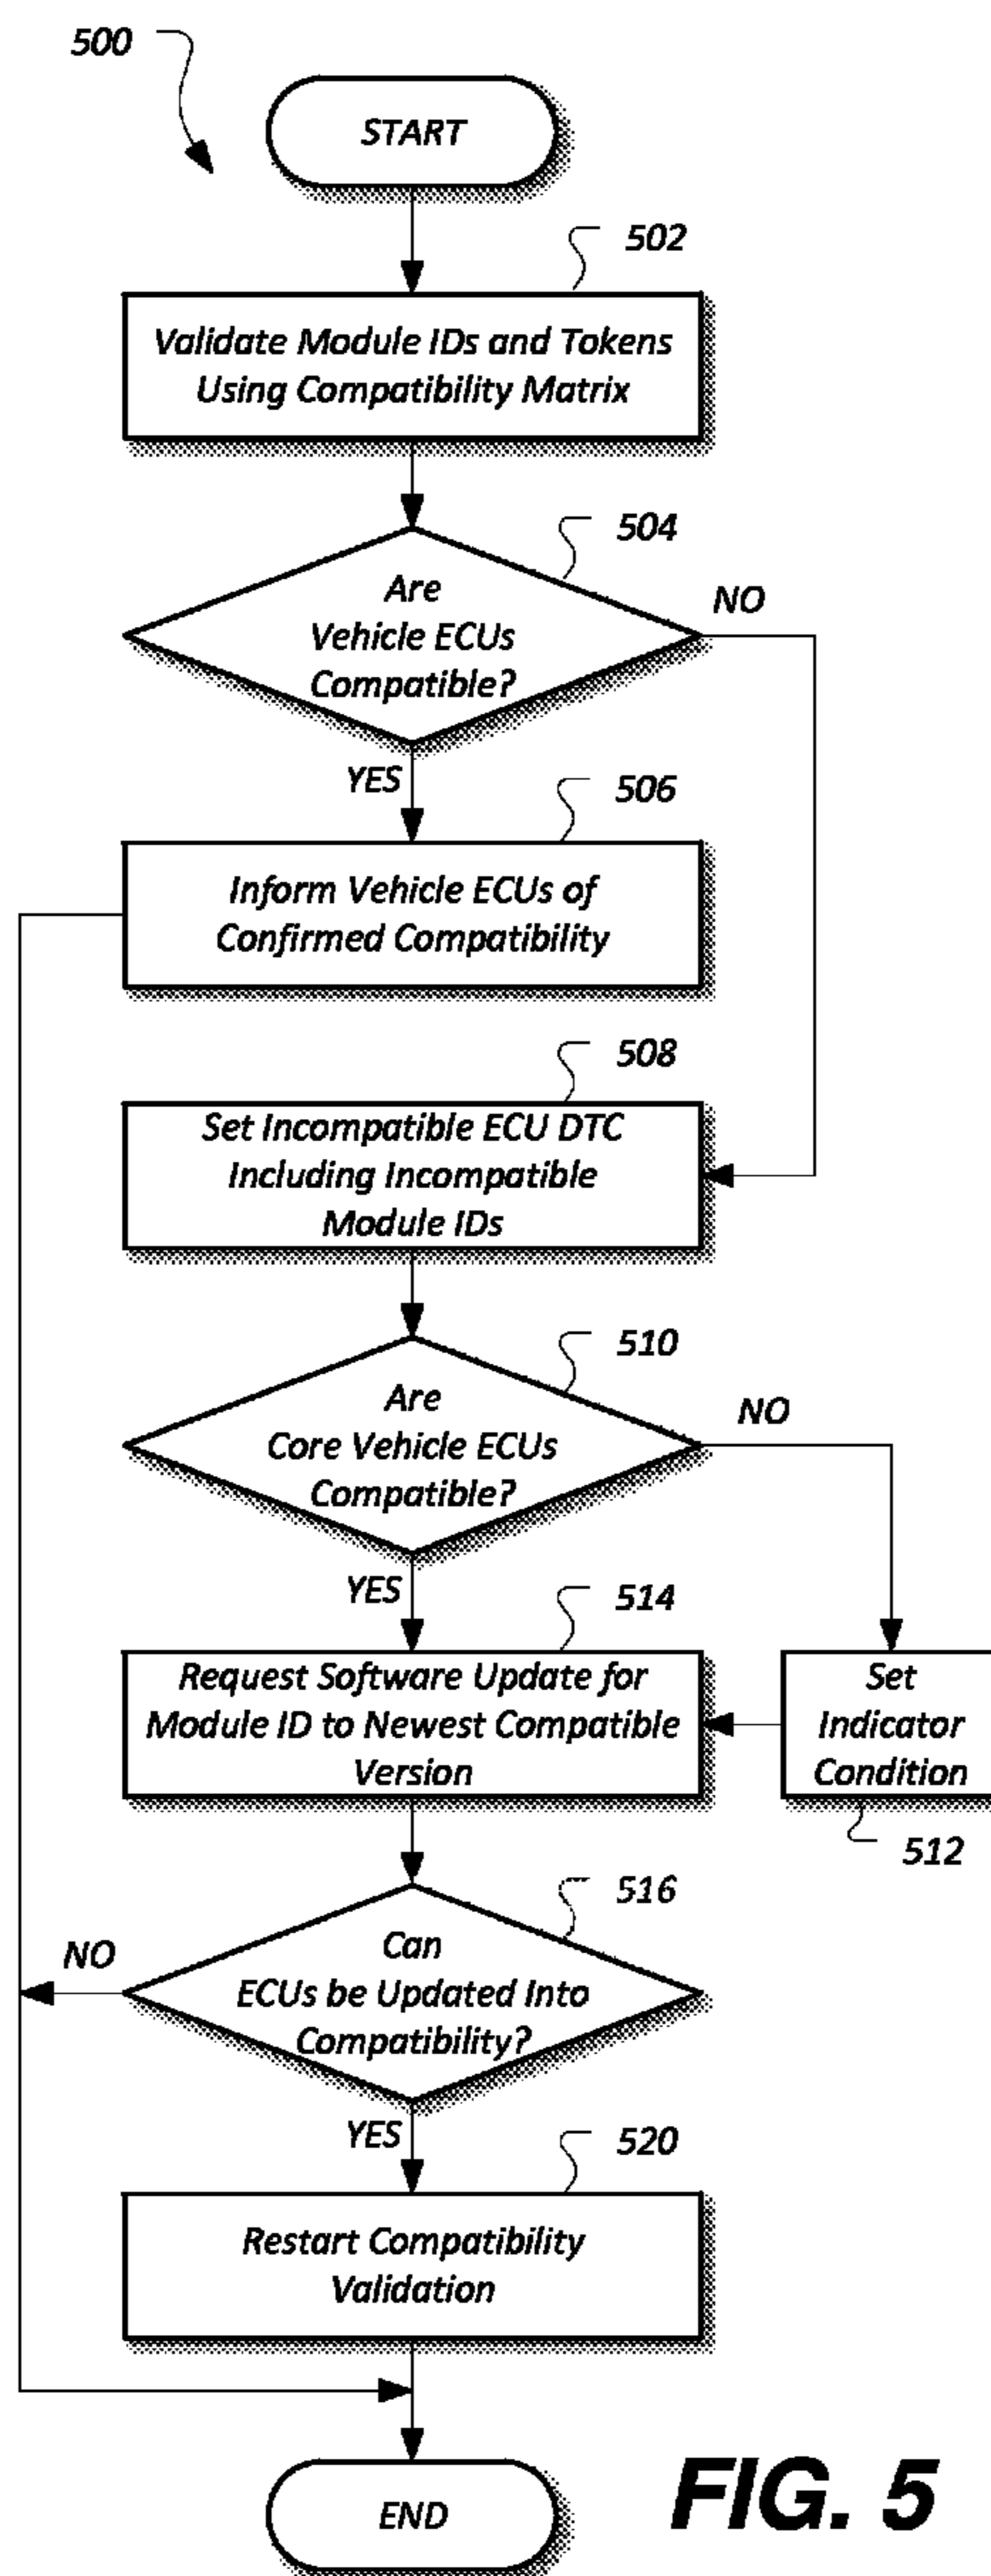 500
START
502
Validate Module IDs and Tokens
Using Compatibility Matrix
504
Are
Vehicle ECUs
Compatible?
NO
YES
506
Inform Vehicle ECUs of
Confirmed Compatibility
508
Set Incompatible ECU DTC
Including Incompatible
Module IDs
510
Are
Core Vehicle ECUs
Compatible?
NO
YES
514
Request Software Update for
Module ID to Newest Compatible
Version
Set
Indicator
Condition
512
516
Can
ECUs be Updated Into
Compatibility?
NO
YES
520
Restart Compatibility
Validation
END
FIG. 5